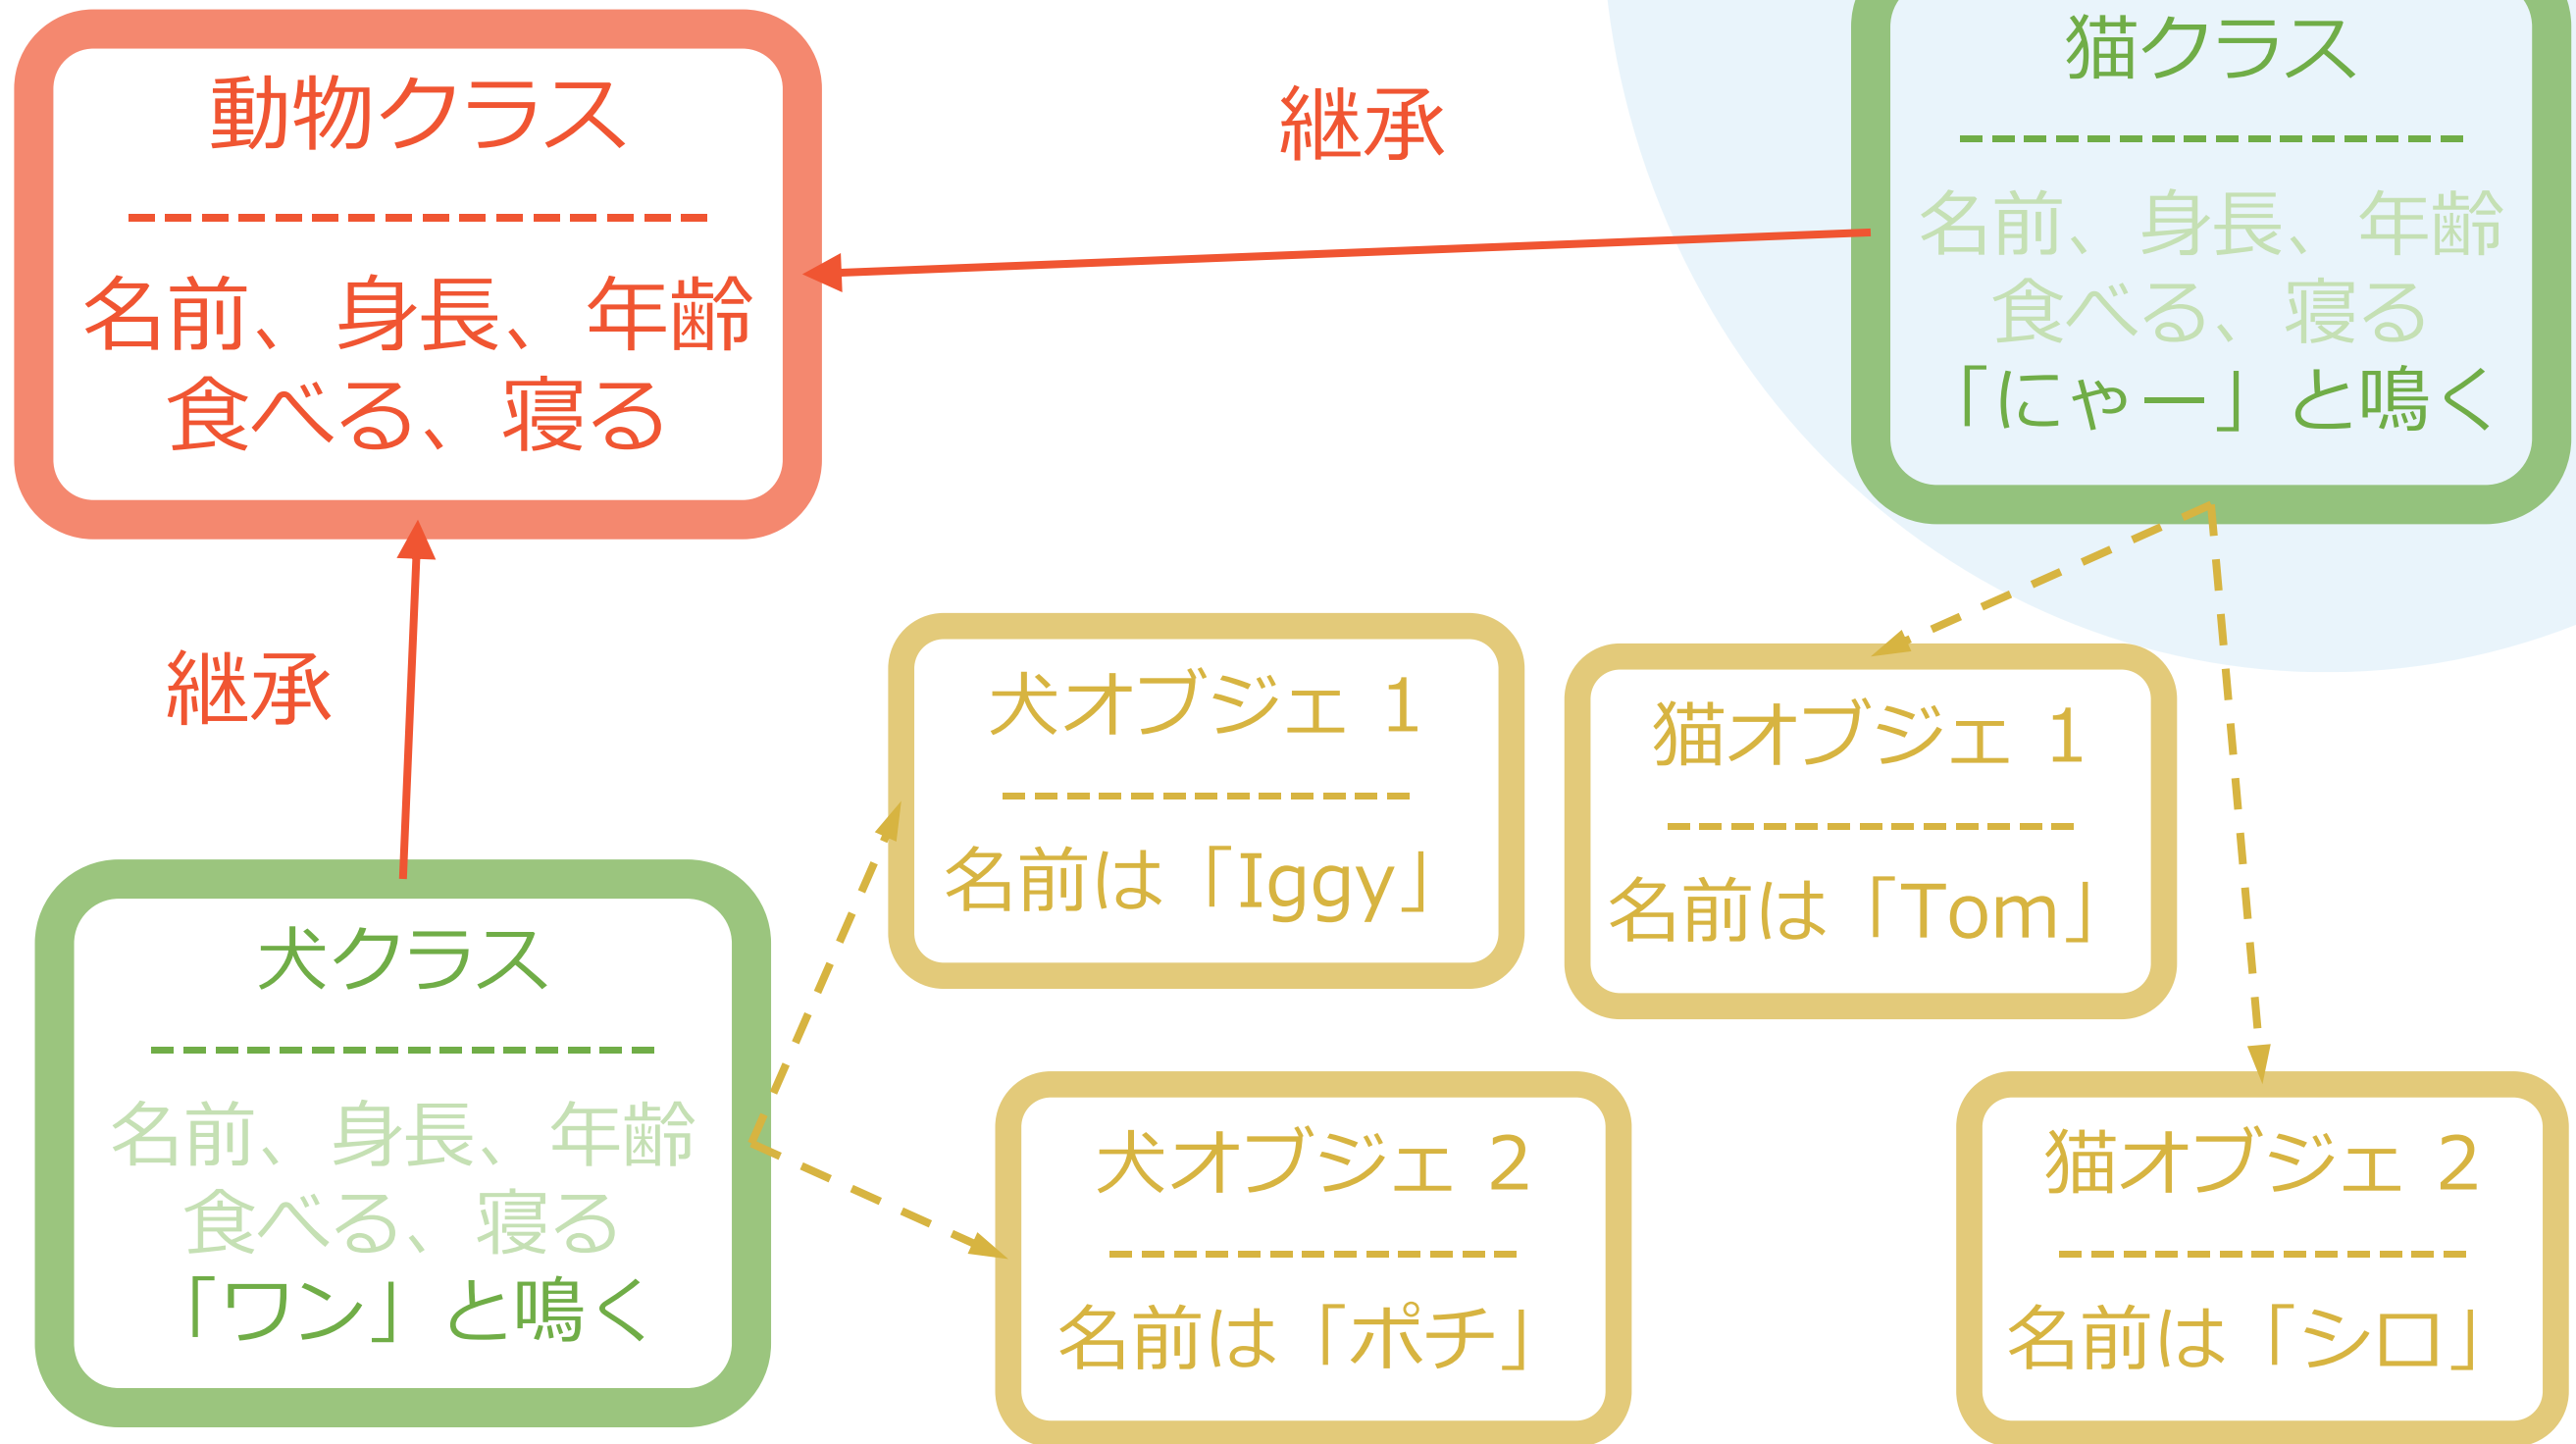 動物クラス
名前、身長、年齢
食べる、寝る
継承
猫クラス
名前、身長、年齢
食べる、寝る
「にゃー」と鳴く
継承
犬クラス
名前、身長、年齢
食べる、寝る
「ワン」と鳴く
犬オブジェ 1
名前は「Iggy」
猫オブジェ 1
名前は「Tom」
犬オブジェ 2
名前は「ポチ」
猫オブジェ 2
名前は「シロ」